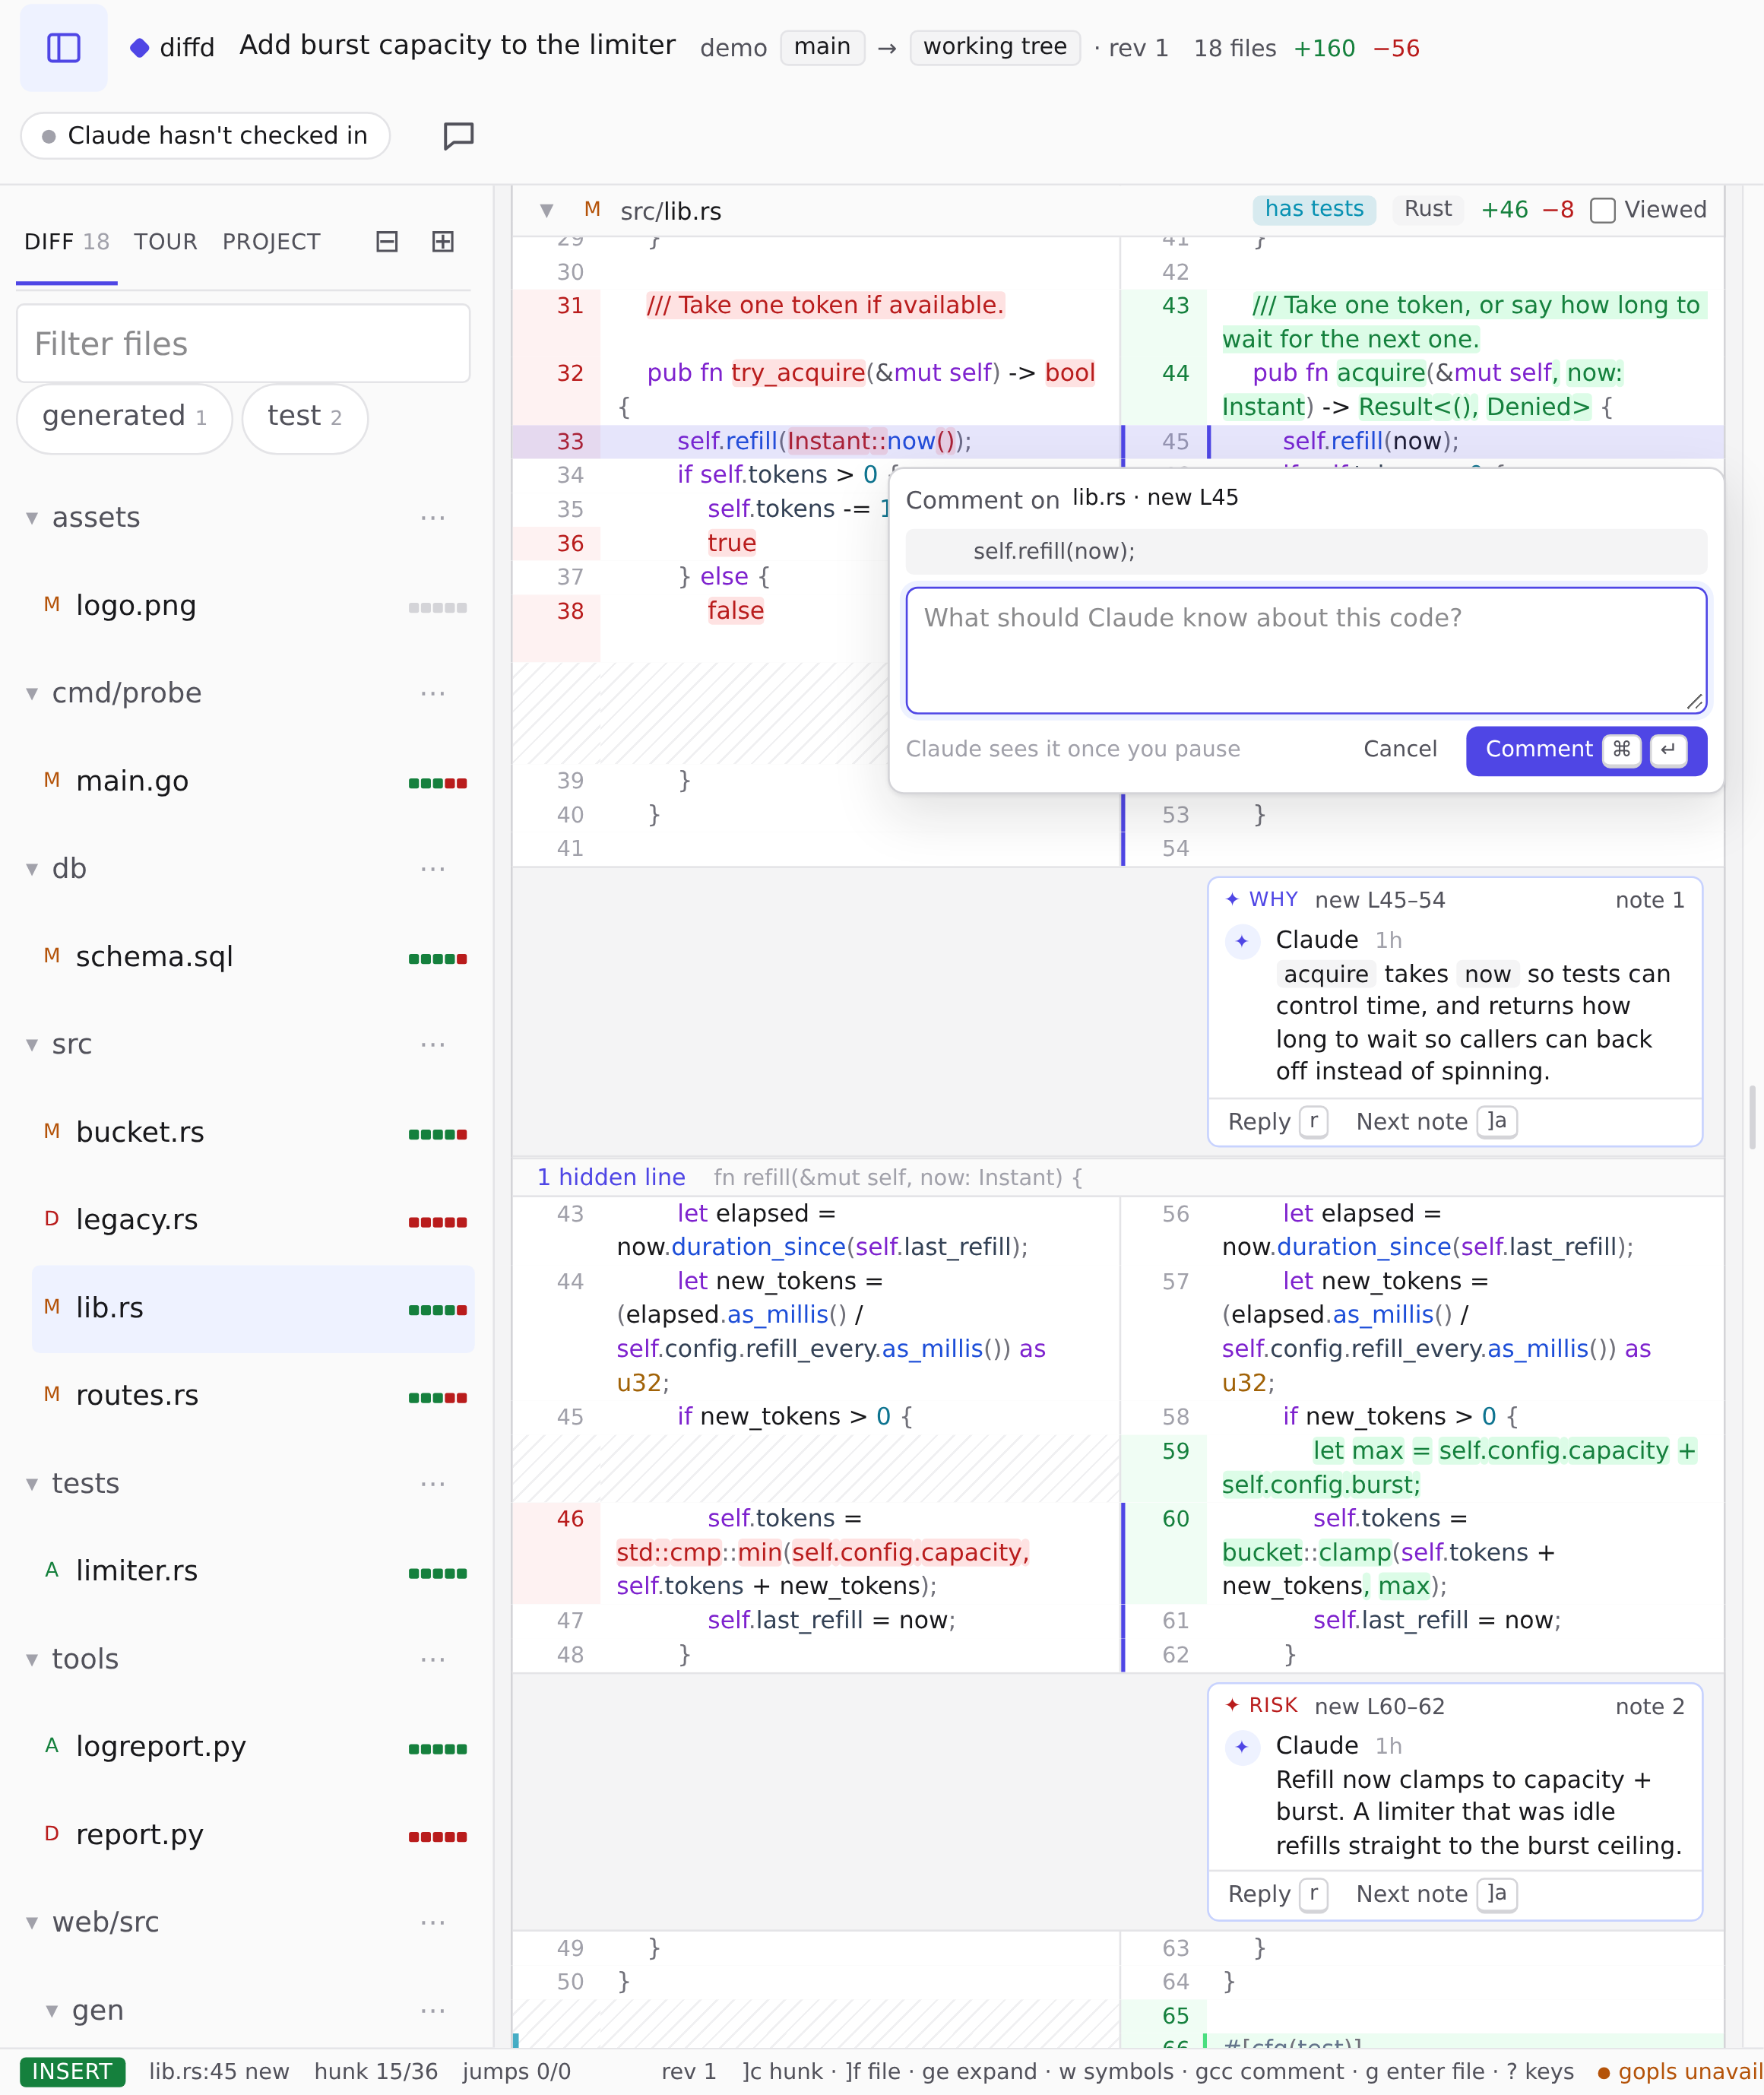 diffd Add burst capacity to the limiter demo main → working tree · rev 1 18 files +160 −56
Claude hasn't checked in
DIFF 18 TOUR PROJECT
Filter files
generated 1 test 2
▼ assets ···
M logo.png
▼ cmd/probe ···
M main.go
▼ db ···
M schema.sql
▼ src ···
M bucket.rs
D legacy.rs
M lib.rs
M routes.rs
▼ tests ···
A limiter.rs
▼ tools ···
A logreport.py
D report.py
▼ web/src ···
▼ gen ···
▼ M src/lib.rs has tests Rust +46 −8 Viewed
29 } 41 }
30 42
31 /// Take one token if available. 43 /// Take one token, or say how long to
wait for the next one.
32 pub fn try_acquire(&mut self) -> bool 44 pub fn acquire(&mut self, now:
{ Instant) -> Result<(), Denied> {
33 self.refill(Instant::now()); 45 self.refill(now);
34 if self.tokens > 0 {
35 self.tokens -= 1
36 true
37 } else {
38 false
Comment on lib.rs · new L45
self.refill(now);
What should Claude know about this code?
Claude sees it once you pause Cancel Comment ⌘ ↵
39 }
40 } 53 }
41 54
✦ WHY new L45–54 note 1
✦ Claude 1h
acquire takes now so tests can
control time, and returns how
long to wait so callers can back
off instead of spinning.
Reply r Next note ]a
1 hidden line fn refill(&mut self, now: Instant) {
43 let elapsed = 56 let elapsed =
now.duration_since(self.last_refill); now.duration_since(self.last_refill);
44 let new_tokens = 57 let new_tokens =
(elapsed.as_millis() / (elapsed.as_millis() /
self.config.refill_every.as_millis()) as self.config.refill_every.as_millis()) as
u32; u32;
45 if new_tokens > 0 { 58 if new_tokens > 0 {
59 let max = self.config.capacity +
self.config.burst;
46 self.tokens = 60 self.tokens =
std::cmp::min(self.config.capacity, bucket::clamp(self.tokens +
self.tokens + new_tokens); new_tokens, max);
47 self.last_refill = now; 61 self.last_refill = now;
48 } 62 }
✦ RISK new L60–62 note 2
✦ Claude 1h
Refill now clamps to capacity +
burst. A limiter that was idle
refills straight to the burst ceiling.
Reply r Next note ]a
49 } 63 }
50 } 64 }
65
66 #[cfg(test)]
INSERT lib.rs:45 new hunk 15/36 jumps 0/0 rev 1 ]c hunk · ]f file · ge expand · w symbols · gcc comment · g enter file · ? keys ● gopls unavail